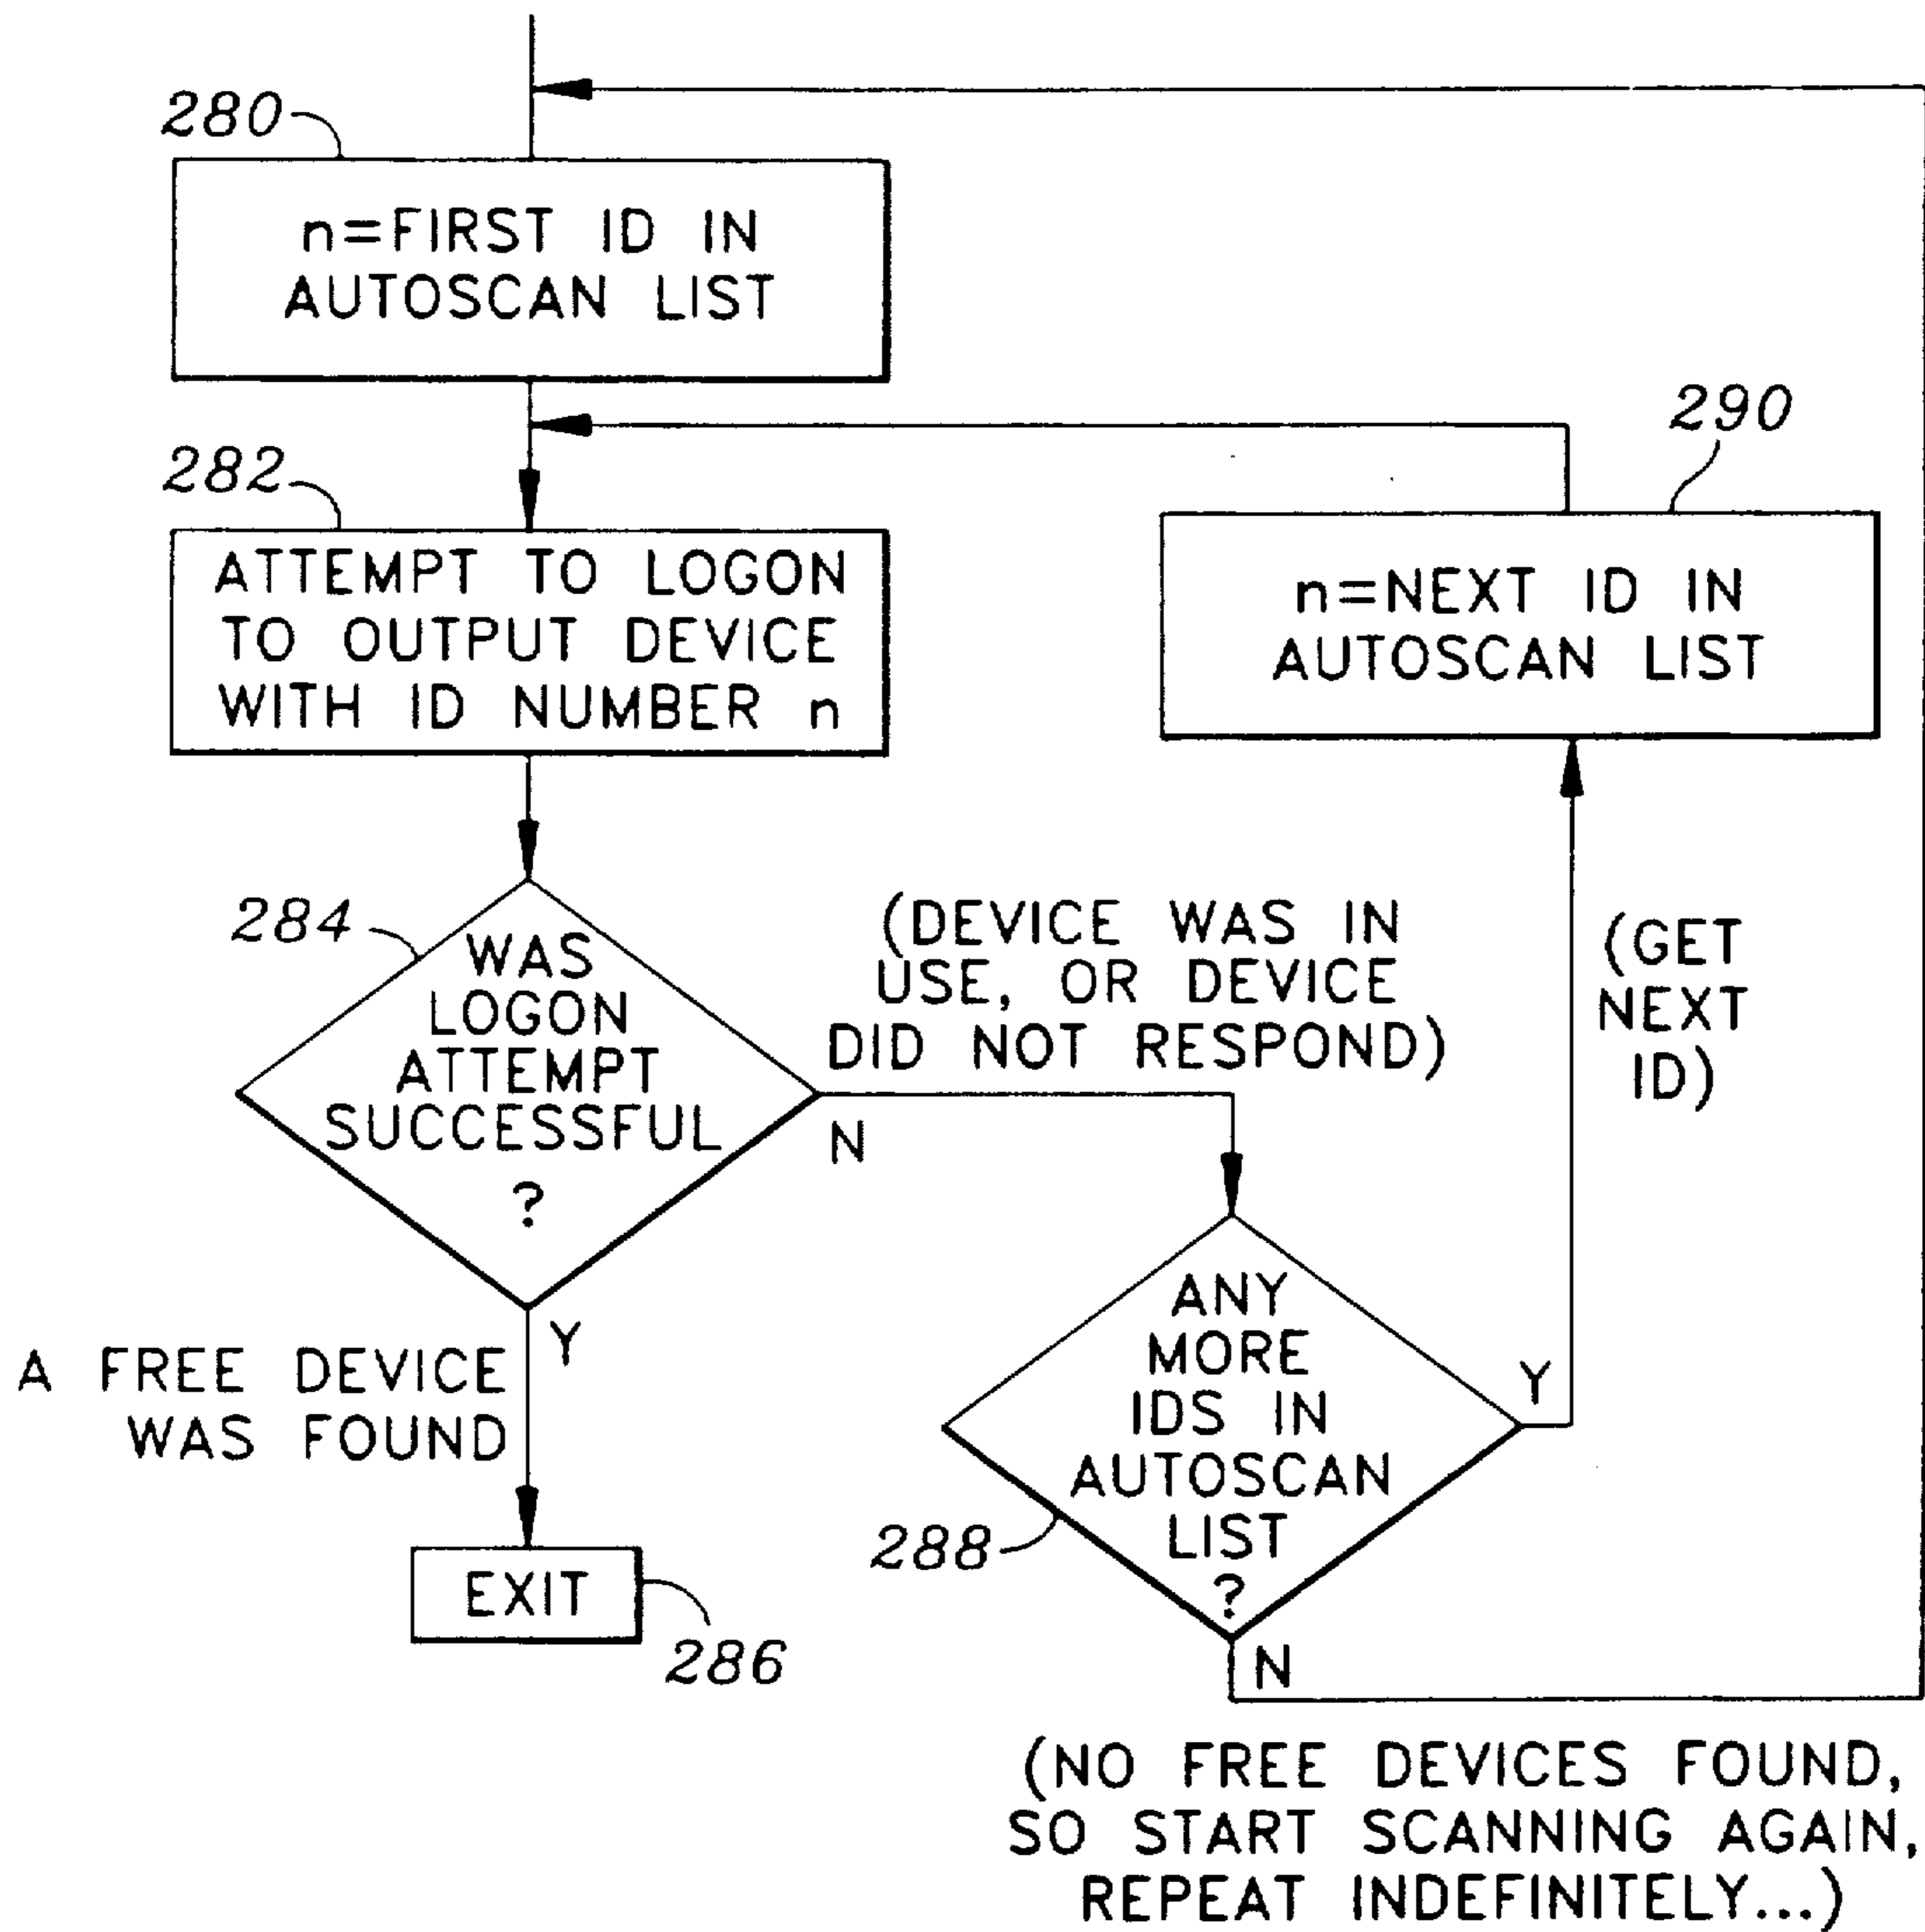 280
n=FIRST ID IN
AUTOSCAN LIST
282
ATTEMPT TO LOGON
TO OUTPUT DEVICE
WITH ID NUMBER n
290
n=NEXT ID IN
AUTOSCAN LIST
284
WAS
LOGON
ATTEMPT
SUCCESSFUL
?
(DEVICE WAS IN
USE, OR DEVICE
DID NOT RESPOND)
N
(GET
NEXT
ID)
Y
A FREE DEVICE
WAS FOUND
EXIT
286
ANY
MORE
IDS IN
AUTOSCAN
LIST
?
Y
288
N
(NO FREE DEVICES FOUND,
SO START SCANNING AGAIN,
REPEAT INDEFINITELY...)